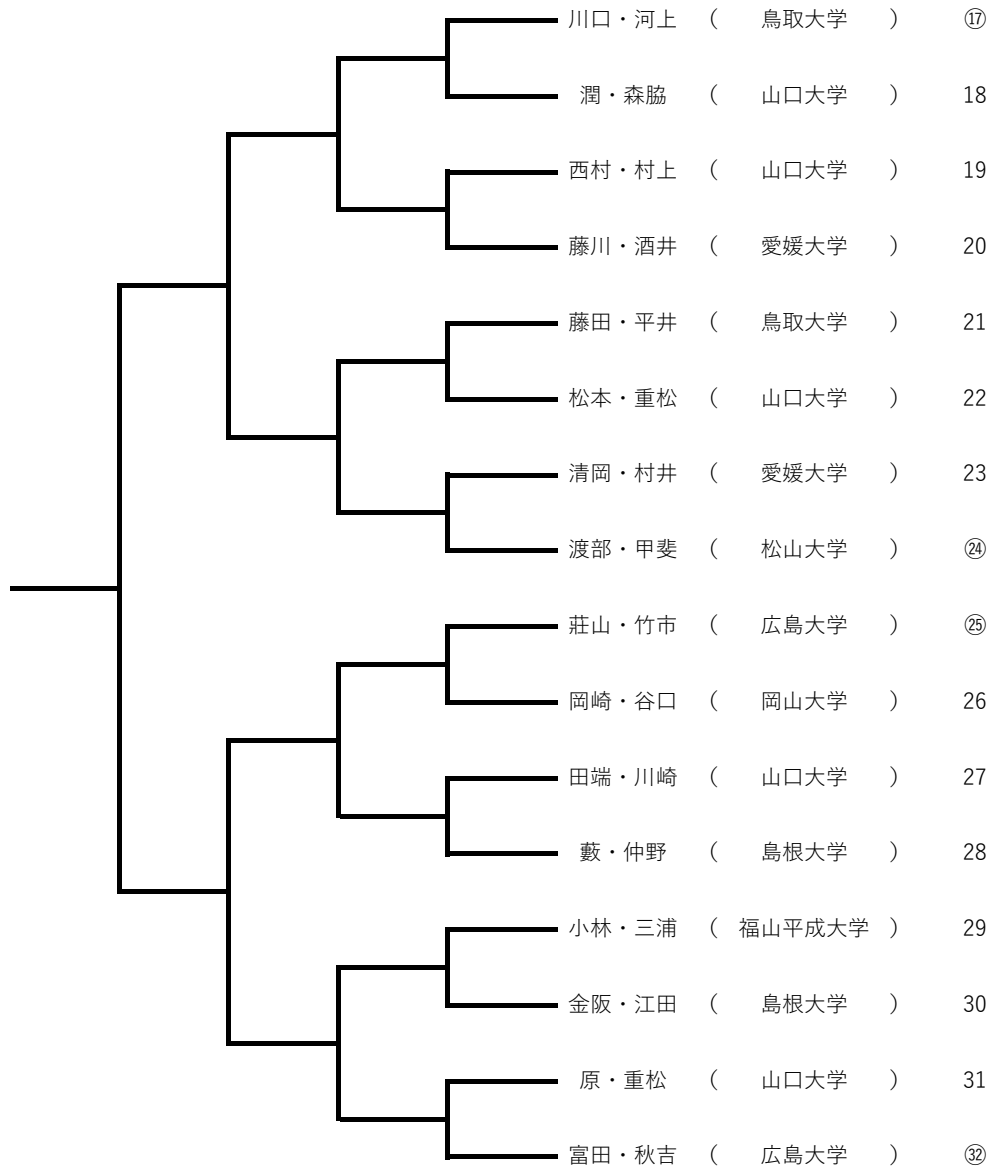 川口・河上 （ 鳥取大学 ） ⑰
潤・森脇 （ 山口大学 ） 18
西村・村上 （ 山口大学 ） 19
藤川・酒井 （ 愛媛大学 ） 20
藤田・平井 （ 鳥取大学 ） 21
松本・重松 （ 山口大学 ） 22
清岡・村井 （ 愛媛大学 ） 23
渡部・甲斐 （ 松山大学 ） ㉔
莊山・竹市 （ 広島大学 ） ㉕
岡崎・谷口 （ 岡山大学 ） 26
田端・川崎 （ 山口大学 ） 27
藪・仲野 （ 島根大学 ） 28
小林・三浦 （ 福山平成大学 ） 29
金阪・江田 （ 島根大学 ） 30
原・重松 （ 山口大学 ） 31
富田・秋吉 （ 広島大学 ） ㉜